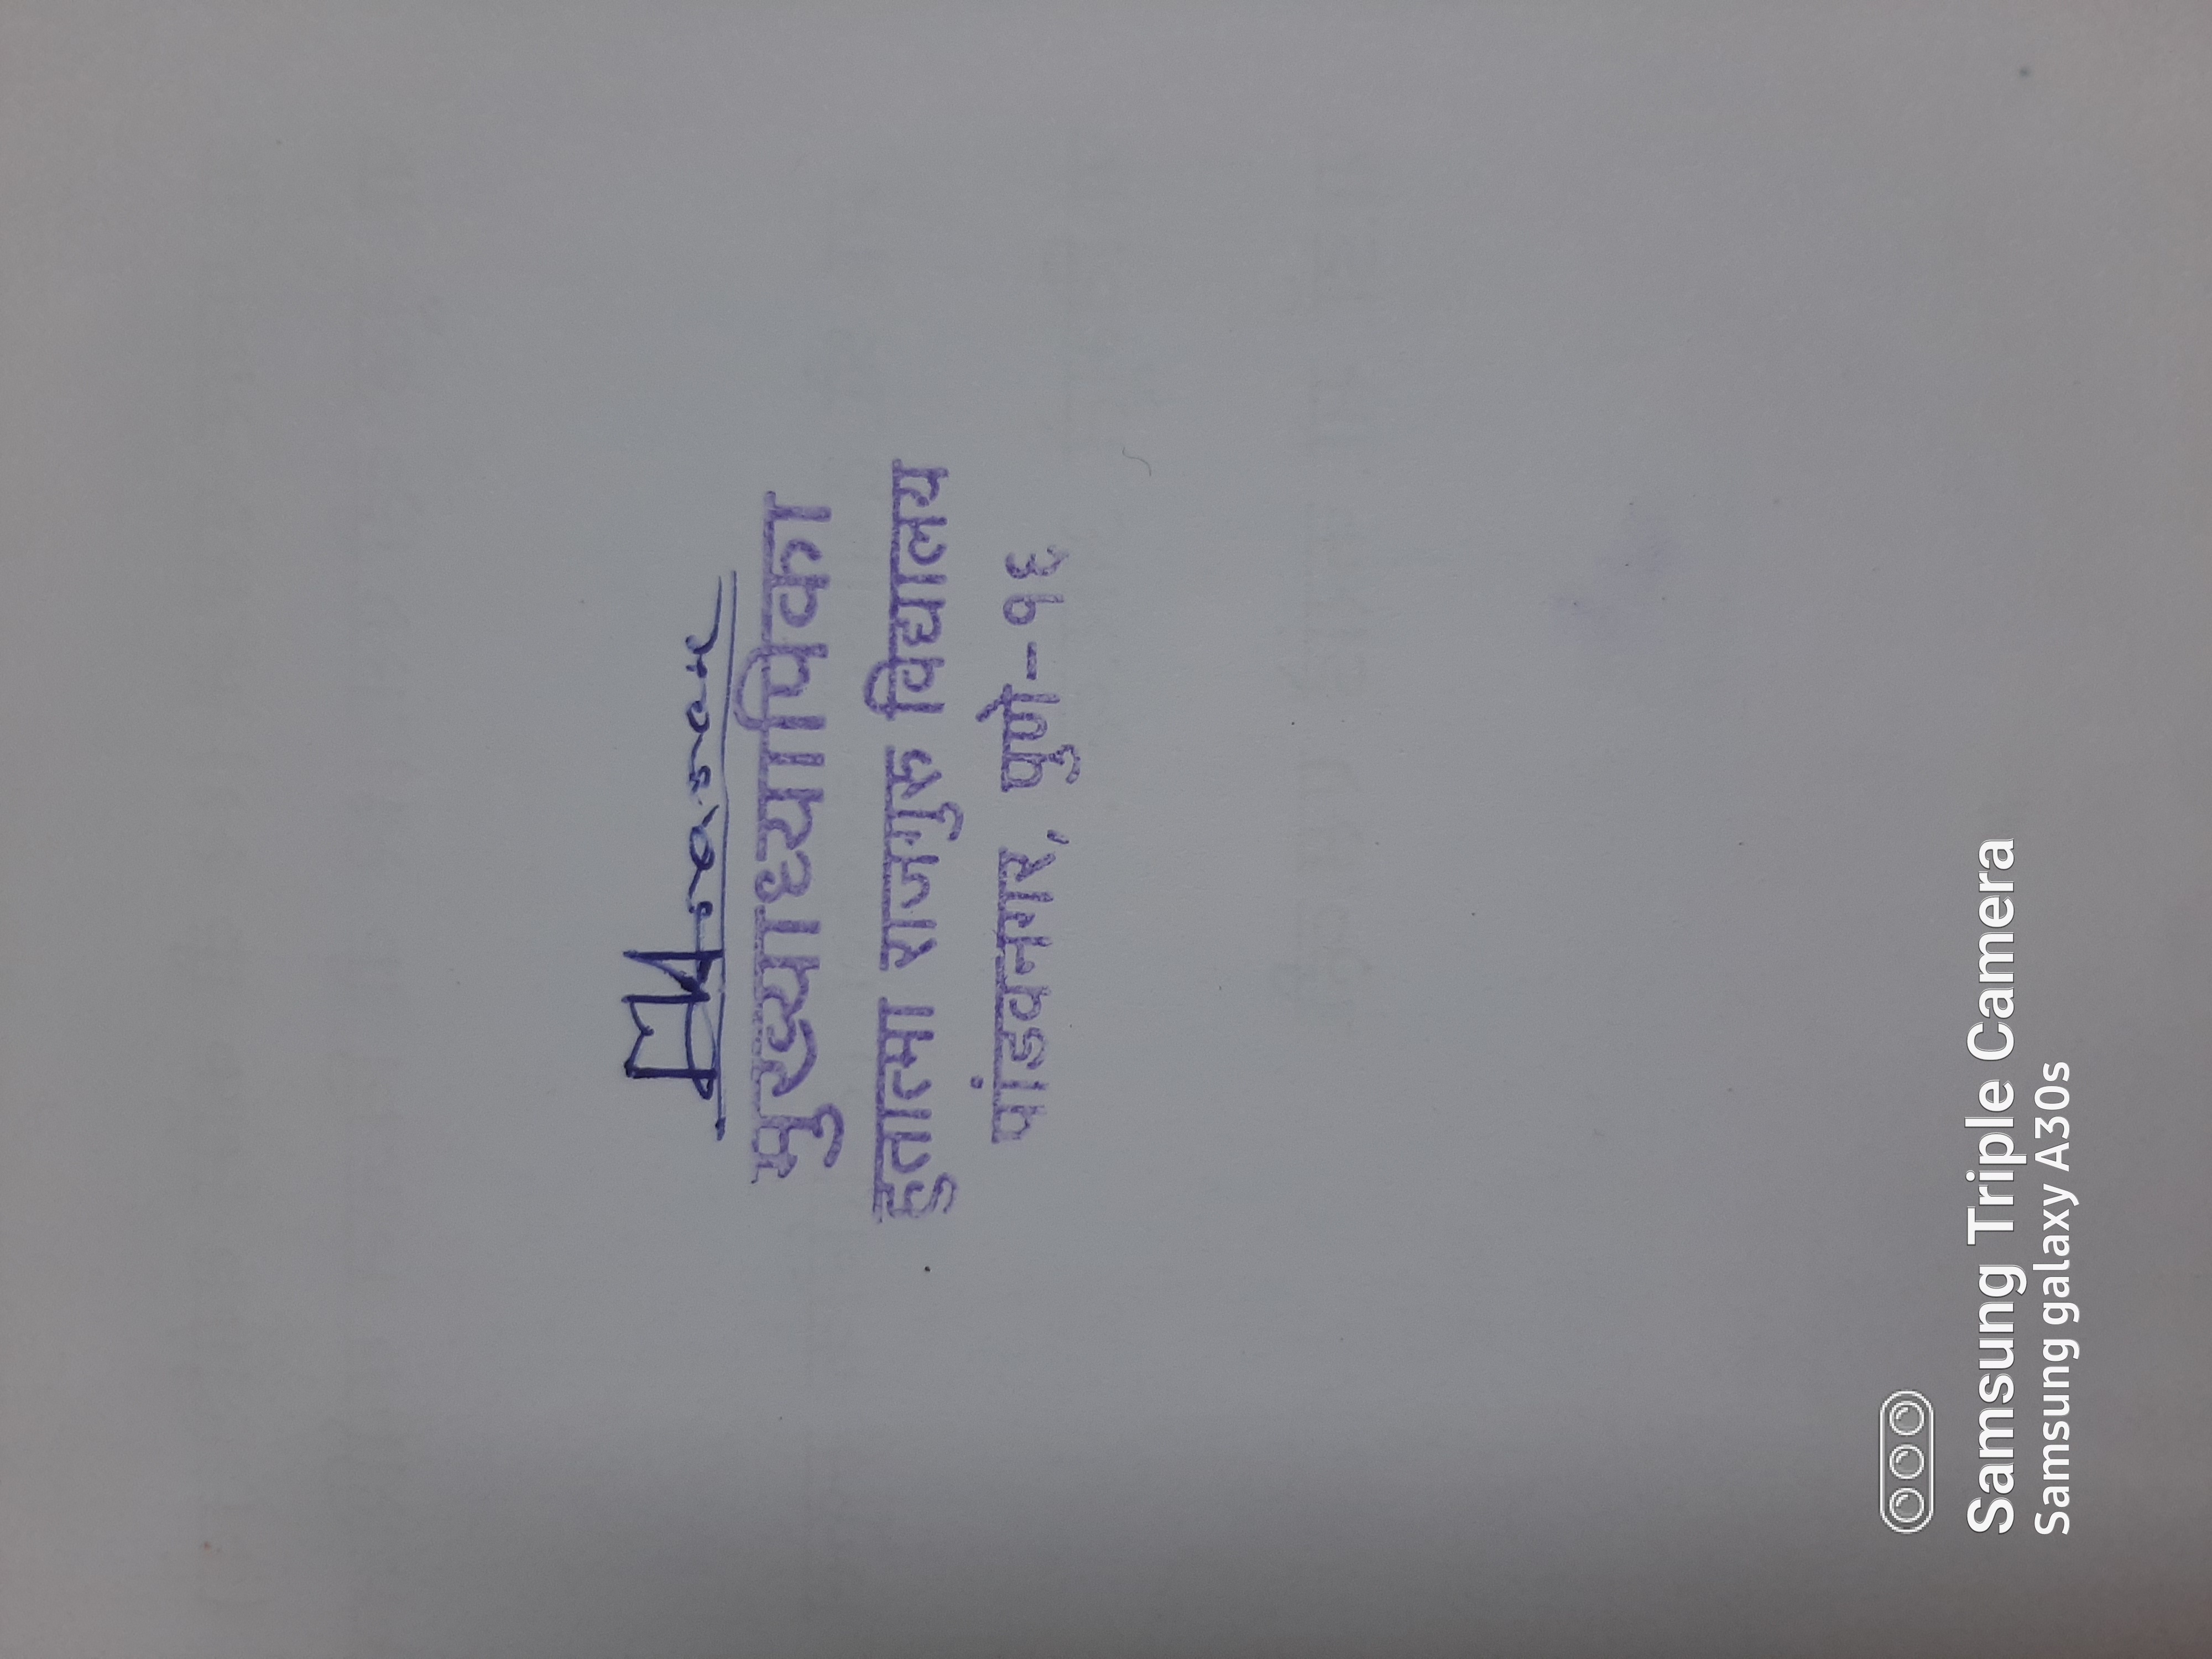 मुख्याध्यापिका
हुतात्मा राजगुरु विद्यालय
पांडवनगर, पुणे-१६
Samsung Triple Camera
Samsung galaxy A30s